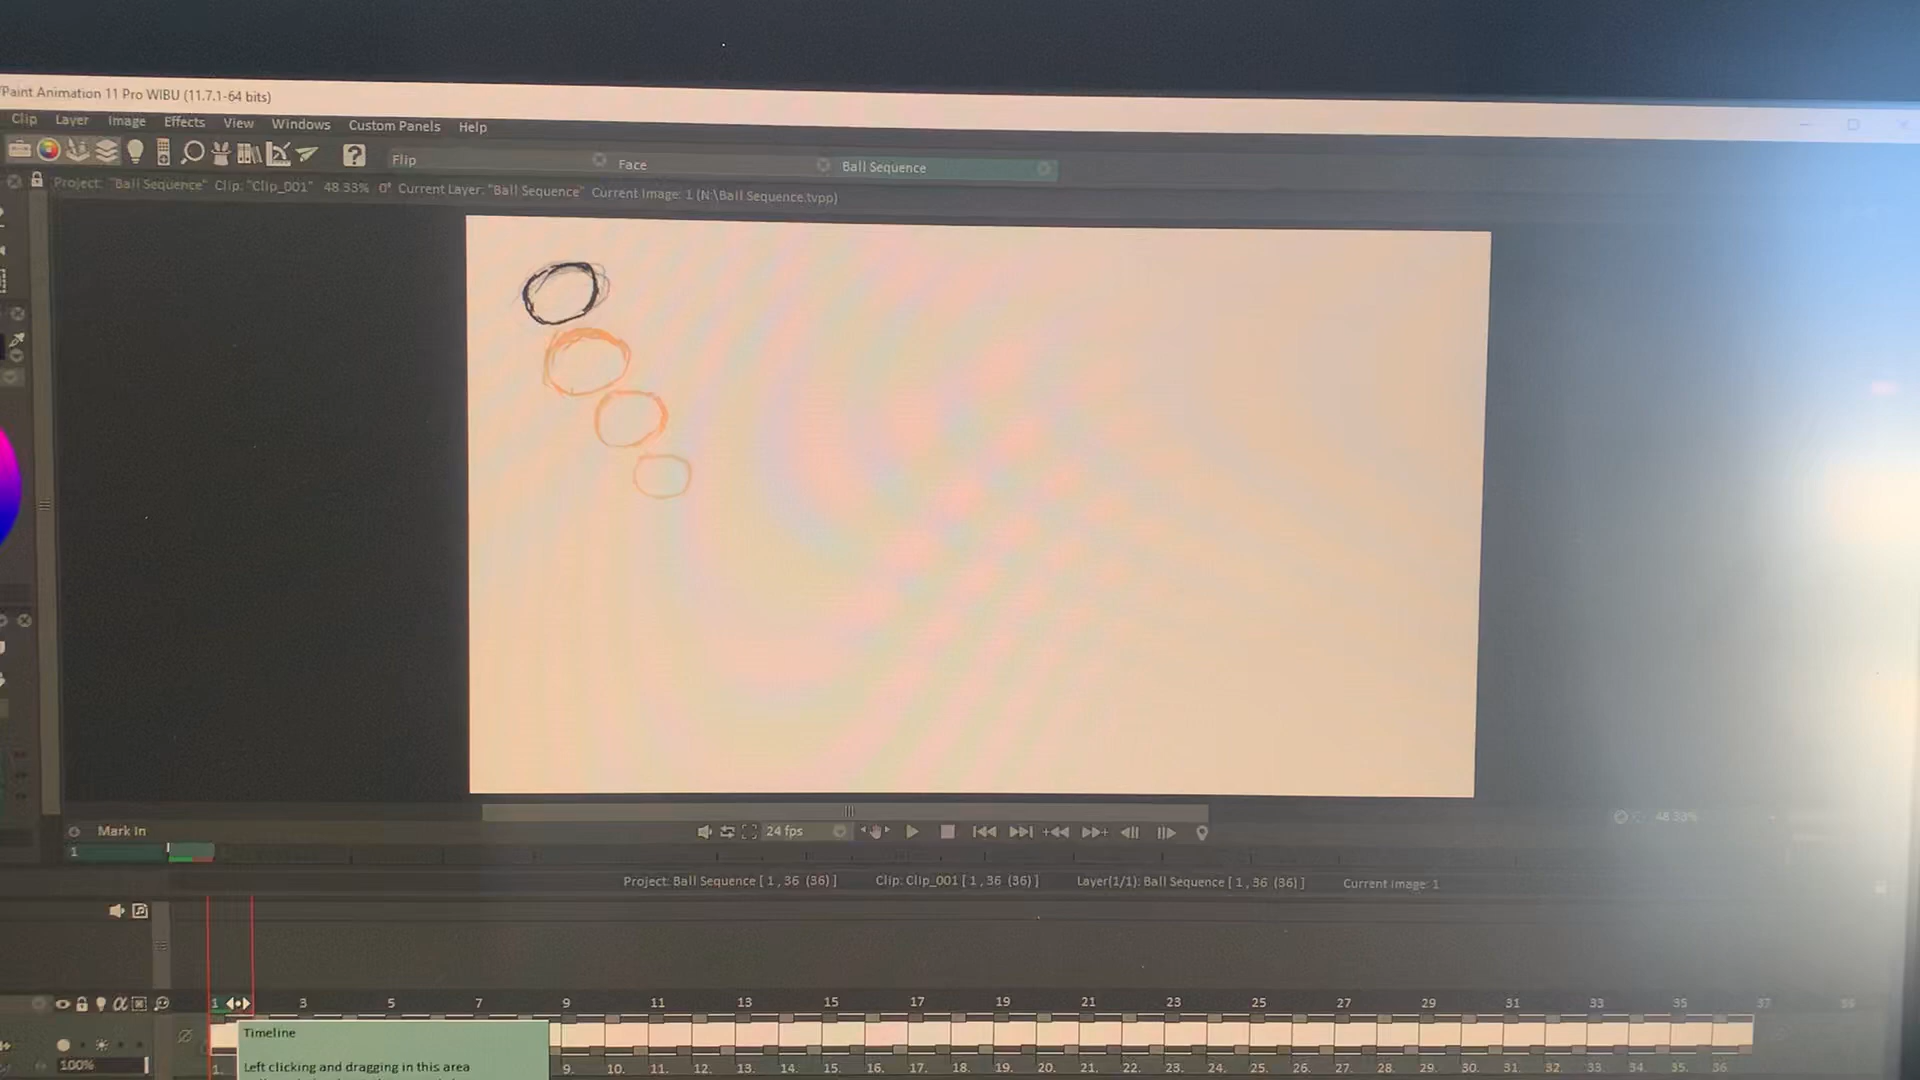 Paint Animation 11 Pro WIBU (11.7.1-64 bits)
Clip Layer Image Effects View Windows Custom Panels Help
Flip Face Ball Sequence
Project: "Ball Sequence" Clip: "Clip_001" 48.33% 0° Current Layer: "Ball Sequence" Current Image: 1 (N:\Ball Sequence.tvpp)
48.33%
Mark In 24 fps
1
Project: Ball Sequence [ 1 , 36 (36) ] Clip: Clip_001 [ 1 , 36 (36) ] Layer(1/1): Ball Sequence [ 1 , 36 (36) ] Current Image: 1
1 3 5 7 9 11 13 15 17 19 21 23 25 27 29 31 33 35 37
Timeline
100% Left clicking and dragging in this area
1. 9. 10. 11. 12. 13. 14. 15. 16. 17. 18. 19. 20. 21. 22. 23. 24. 25. 26. 27. 28. 29. 30. 31. 32. 33. 34. 35. 36.